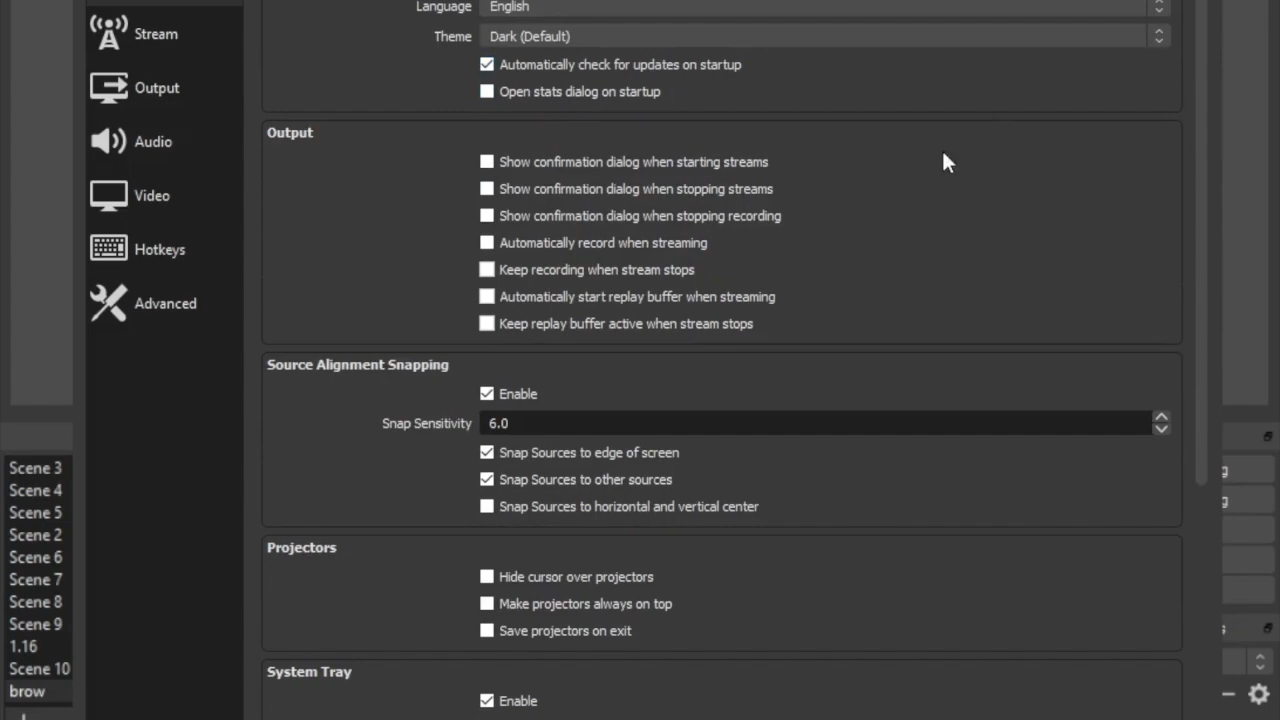 Stream
Output
Audio
Video
Hotkeys
Advanced
Language English
Theme Dark (Default)
Automatically check for updates on startup
Open stats dialog on startup
Output
Show confirmation dialog when starting streams
Show confirmation dialog when stopping streams
Show confirmation dialog when stopping recording
Automatically record when streaming
Keep recording when stream stops
Automatically start replay buffer when streaming
Keep replay buffer active when stream stops
Source Alignment Snapping
Enable
Snap Sensitivity 6.0
Snap Sources to edge of screen
Snap Sources to other sources
Snap Sources to horizontal and vertical center
Projectors
Hide cursor over projectors
Make projectors always on top
Save projectors on exit
System Tray
Enable
Scene 3
Scene 4
Scene 5
Scene 2
Scene 6
Scene 7
Scene 8
Scene 9
1.16
Scene 10
brow